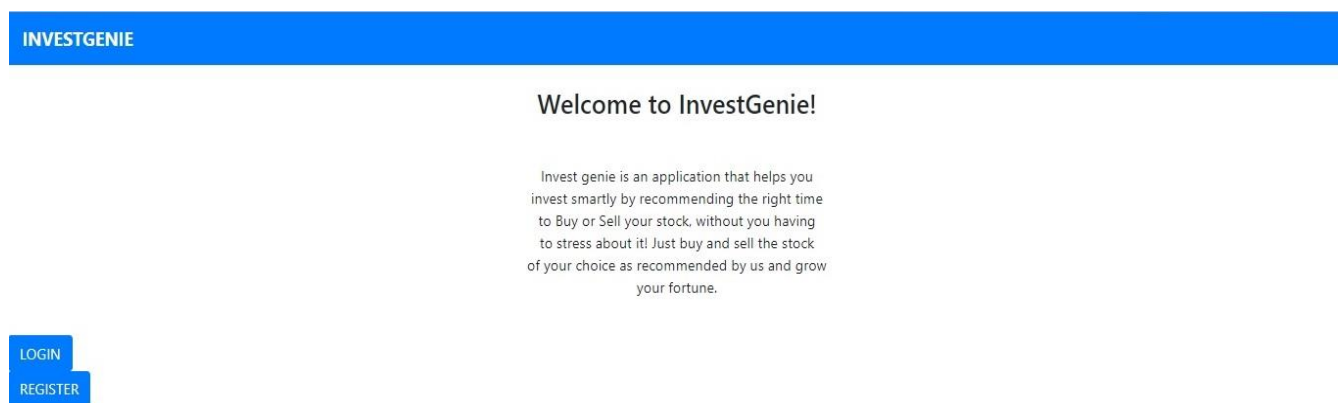 INVESTGENIE
Welcome to InvestGenie!
Invest genie is an application that helps you
invest smartly by recommending the right time
to Buy or Sell your stock, without you having
to stress about it! Just buy and sell the stock
of your choice as recommended by us and grow
your fortune.
LOGIN
REGISTER